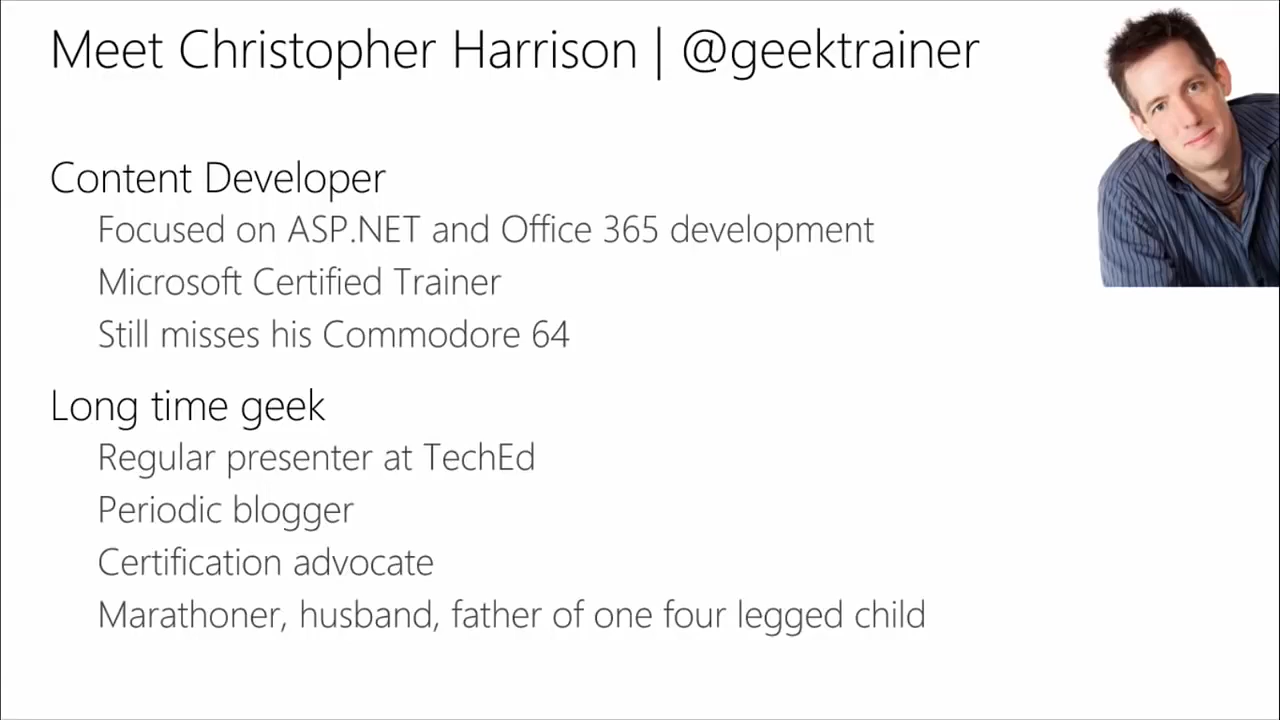 Meet Christopher Harrison | @geektrainer
Content Developer
Focused on ASP.NET and Office 365 development
Microsoft Certified Trainer
Still misses his Commodore 64
Long time geek
Regular presenter at TechEd
Periodic blogger
Certification advocate
Marathoner, husband, father of one four legged child